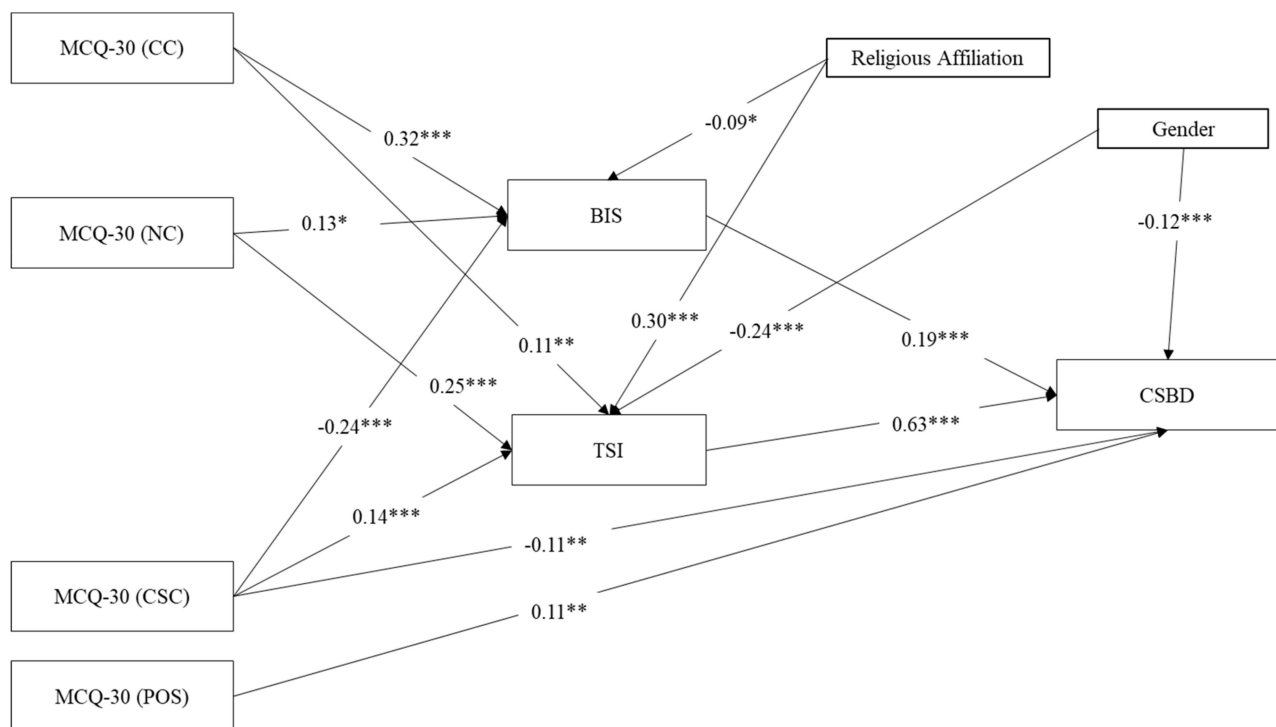 MCQ-30 (CC)
Religious Affiliation
Gender
0.32***
-0.09*
MCQ-30 (NC)
0.13*
BIS
-0.12***
0.11**
0.30***
-0.24***
0.19***
0.25***
-0.24***
CSBD
TSI
0.63***
0.14***
-0.11**
MCQ-30 (CSC)
0.11**
MCQ-30 (POS)